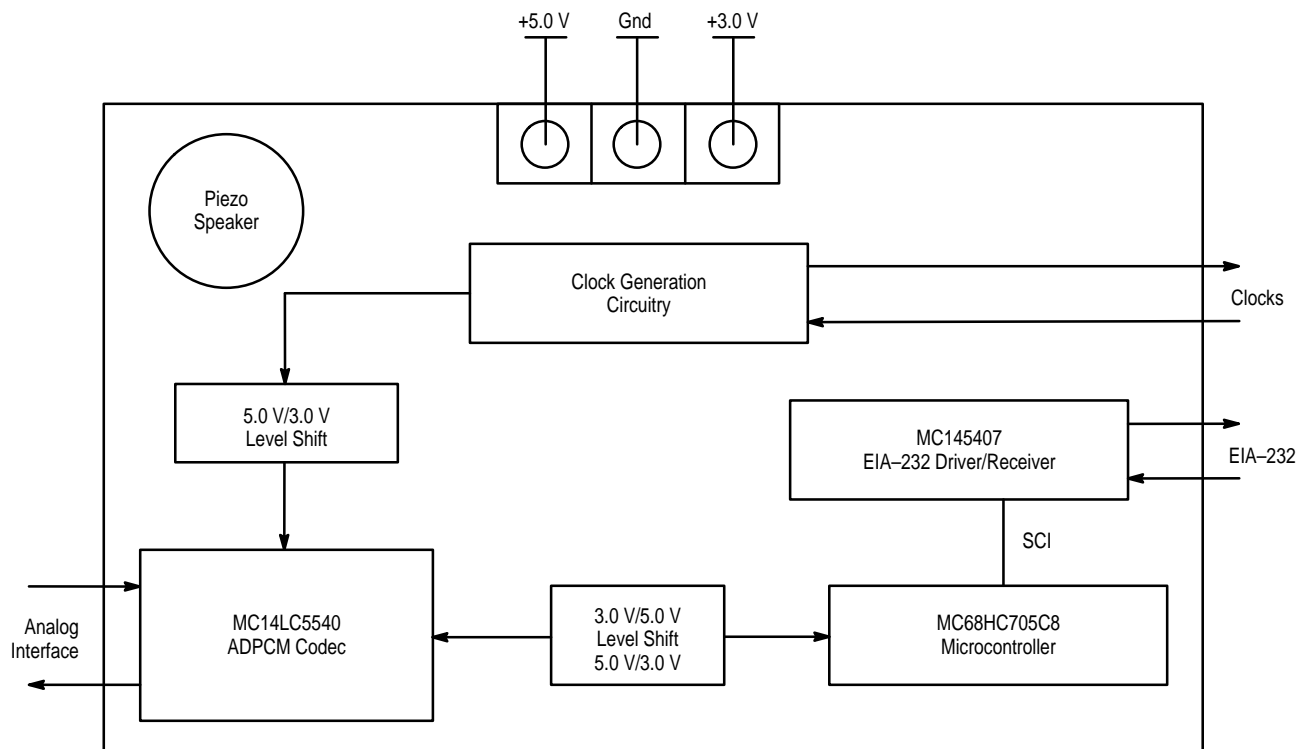 +5.0 V
Gnd
+3.0 V
Piezo
Speaker
Clock Generation
Circuitry
Clocks
5.0 V/3.0 V
Level Shift
MC145407
EIA–232 Driver/Receiver
EIA–232
SCI
Analog
Interface
MC14LC5540
ADPCM Codec
3.0 V/5.0 V
Level Shift
5.0 V/3.0 V
MC68HC705C8
Microcontroller